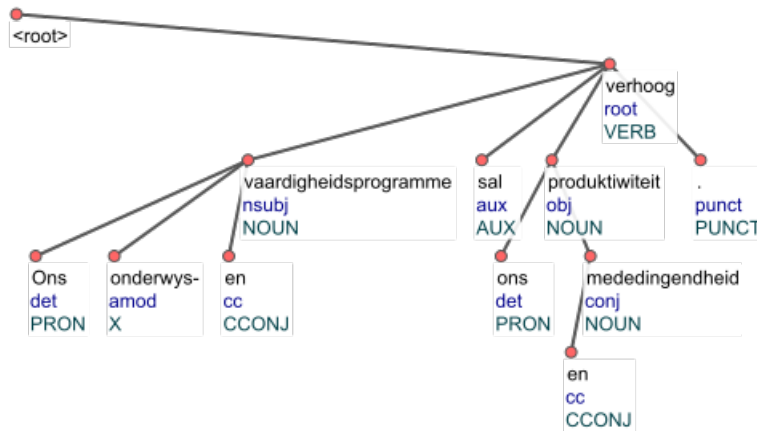 <root>
verhoog
root
VERB
vaardigheidsprogramme
nsubj
NOUN
sal
aux
AUX
produktiwiteit
obj
NOUN
.
punct
PUNCT
Ons
det
PRON
onderwys-
amod
X
en
cc
CCONJ
ons
det
PRON
mededingendheid
conj
NOUN
en
cc
CCONJ